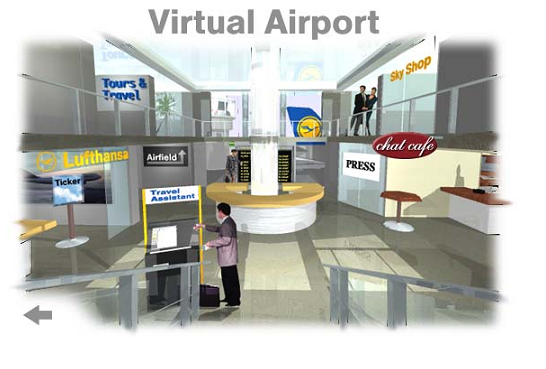 Virtual Airport
Tours &
Travel
Sky Shop
Lufthansa
Airfield
chat cafe
PRESS
Ticker
Travel
Assistant